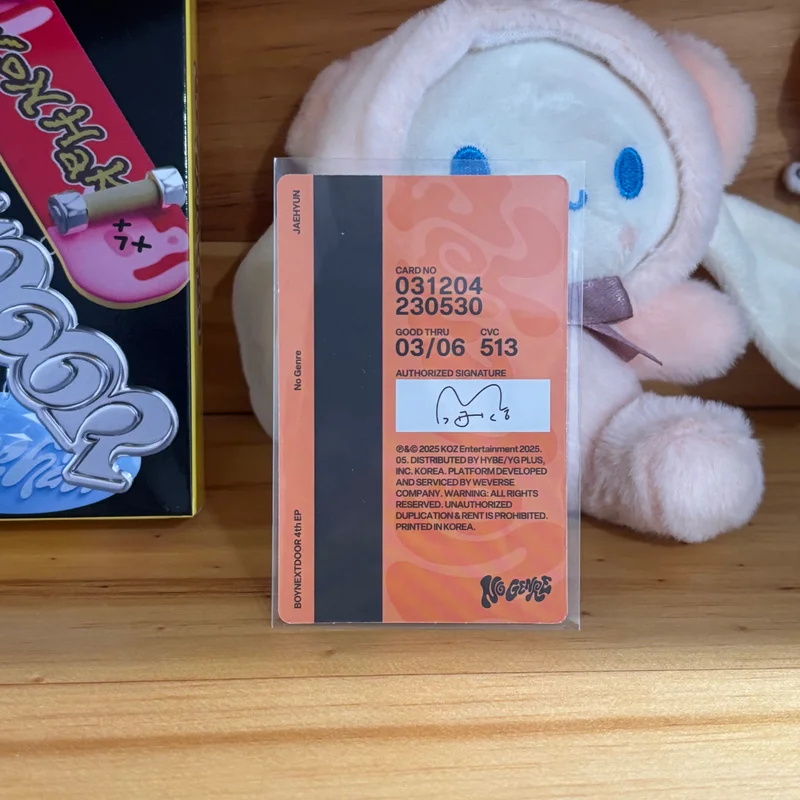 JAEHYUN
No Genre
BOYNEXTDOOR 4th EP
CARD NO
031204
230530
GOOD THRU CVC
03/06 513
AUTHORIZED SIGNATURE
℗&© 2025 KOZ Entertainment 2025.
05. DISTRIBUTED BY HYBE/YG PLUS,
INC. KOREA. PLATFORM DEVELOPED
AND SERVICED BY WEVERSE
COMPANY. WARNING: ALL RIGHTS
RESERVED. UNAUTHORIZED
DUPLICATION & RENT IS PROHIBITED.
PRINTED IN KOREA.
NO GENRE